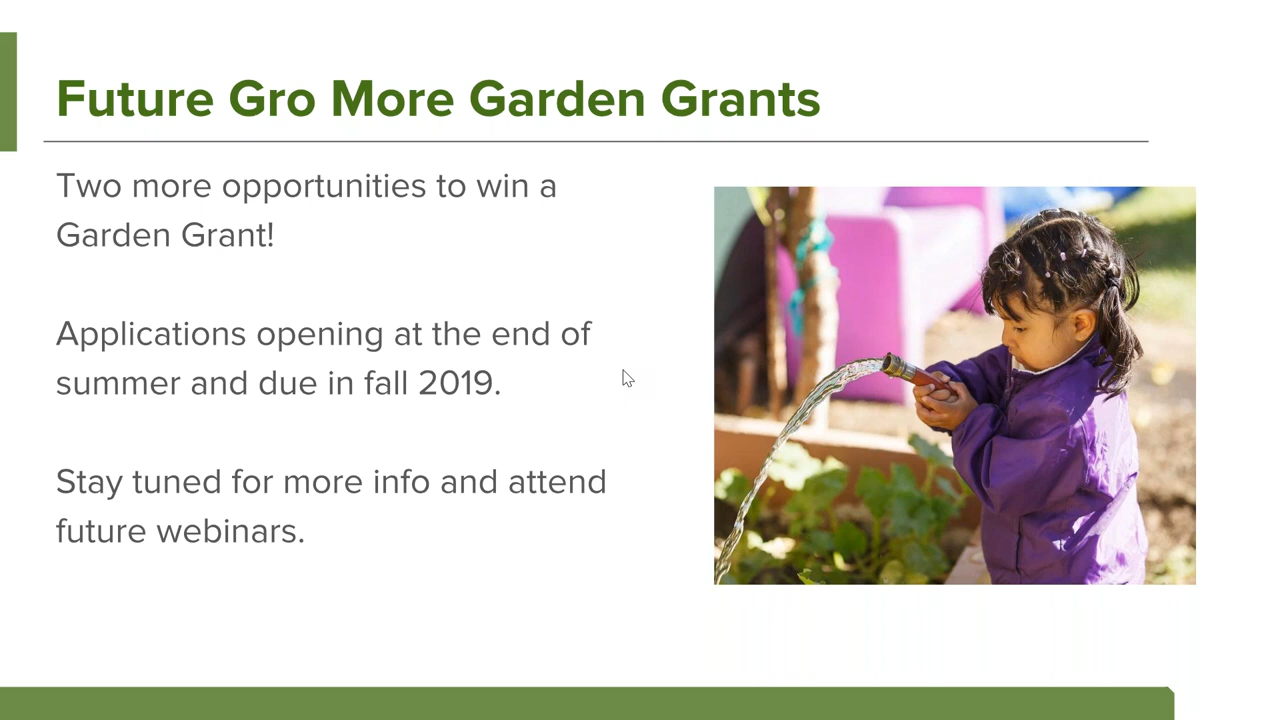 Future Gro More Garden Grants
Two more opportunities to win a
Garden Grant!
Applications opening at the end of
summer and due in fall 2019.
Stay tuned for more info and attend
future webinars.